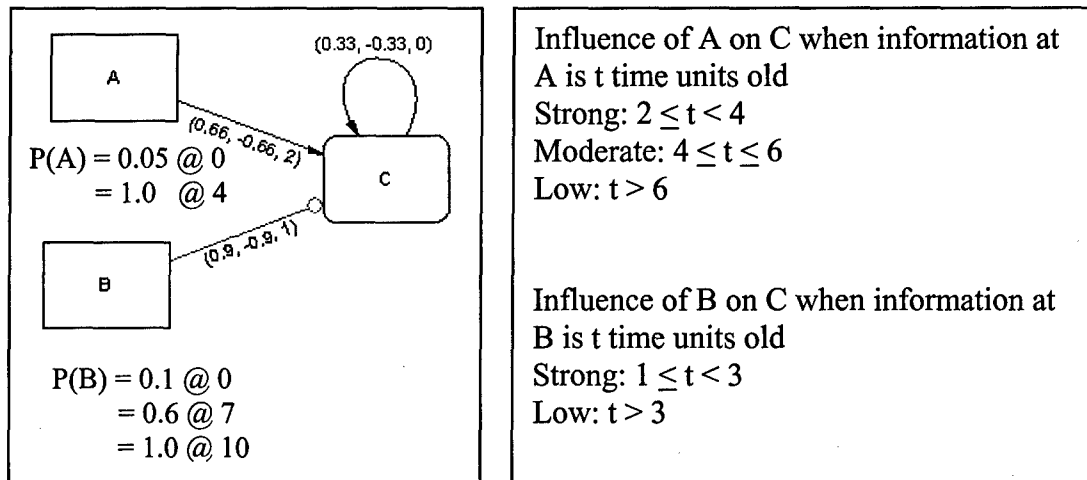 A
(0.33, -0.33, 0)
(0.66, -0.66, 2)
P(A) = 0.05 @ 0
= 1.0 @ 4
C
B
(0.9, -0.9, 1)
P(B) = 0.1 @ 0
= 0.6 @ 7
= 1.0 @ 10
Influence of A on C when information at
A is t time units old
Strong: 2 ≤ t < 4
Moderate: 4 ≤ t ≤ 6
Low: t > 6
Influence of B on C when information at
B is t time units old
Strong: 1 ≤ t < 3
Low: t > 3